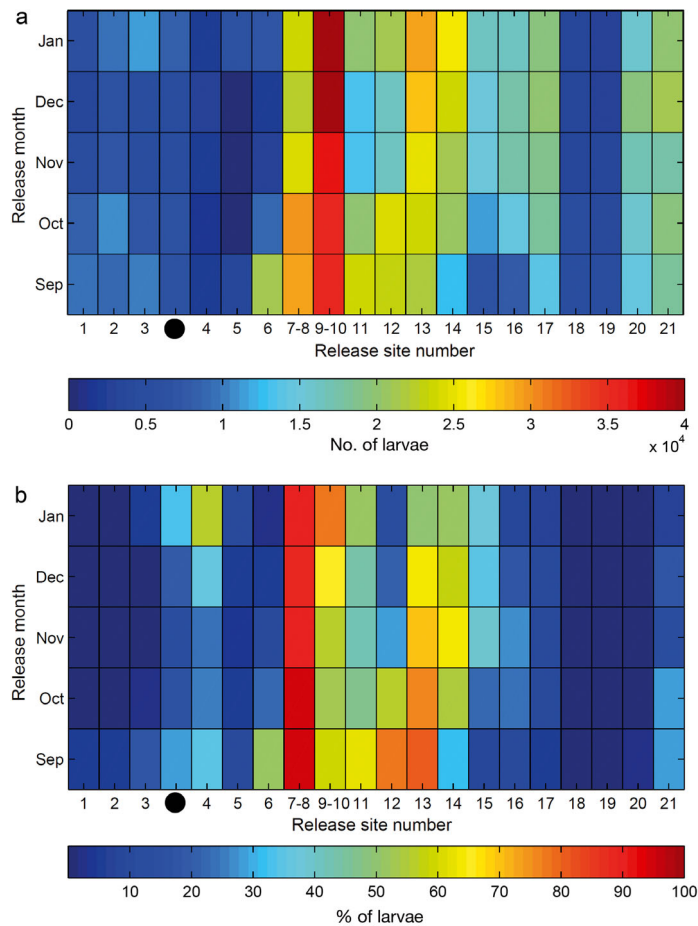 a
Jan
Dec
Nov
Oct
Sep
Release month
1 2 3 4 5 6 7-8 9-10 11 12 13 14 15 16 17 18 19 20 21
Release site number
0 0.5 1 1.5 2 2.5 3 3.5 4
No. of larvae
x 10^4
b
Jan
Dec
Nov
Oct
Sep
Release month
1 2 3 4 5 6 7-8 9-10 11 12 13 14 15 16 17 18 19 20 21
Release site number
10 20 30 40 50 60 70 80 90 100
% of larvae